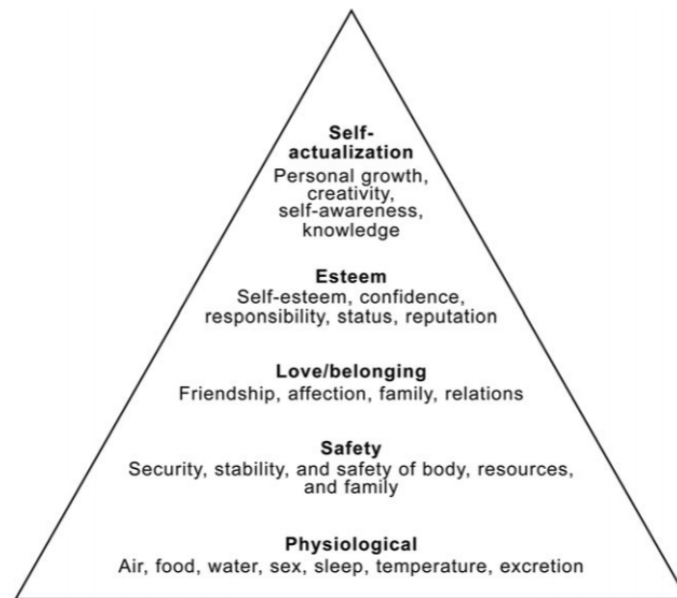 Self-
actualization
Personal growth,
creativity,
self-awareness,
knowledge
Esteem
Self-esteem, confidence,
responsibility, status, reputation
Love/belonging
Friendship, affection, family, relations
Safety
Security, stability, and safety of body, resources,
and family
Physiological
Air, food, water, sex, sleep, temperature, excretion